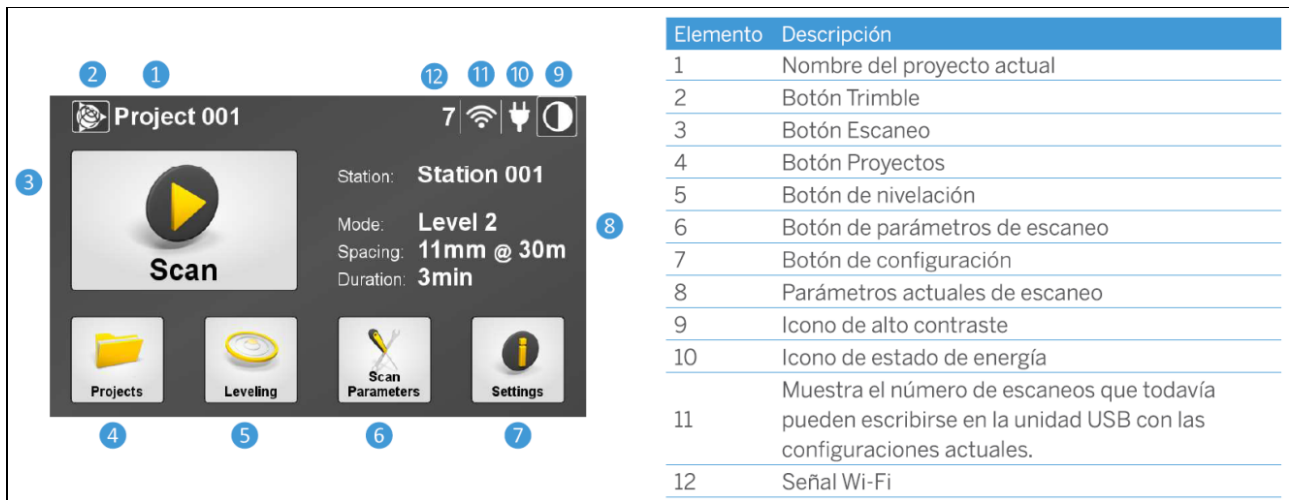 2 1 12 11 10 9
Project 001 7
3
Scan
Station: Station 001
Mode: Level 2
Spacing: 11mm @ 30m
Duration: 3min
8
Projects Leveling Scan Parameters Settings
4 5 6 7
Elemento Descripción
1 Nombre del proyecto actual
2 Botón Trimble
3 Botón Escaneo
4 Botón Proyectos
5 Botón de nivelación
6 Botón de parámetros de escaneo
7 Botón de configuración
8 Parámetros actuales de escaneo
9 Icono de alto contraste
10 Icono de estado de energía
11 Muestra el número de escaneos que todavía
pueden escribirse en la unidad USB con las
configuraciones actuales.
12 Señal Wi-Fi